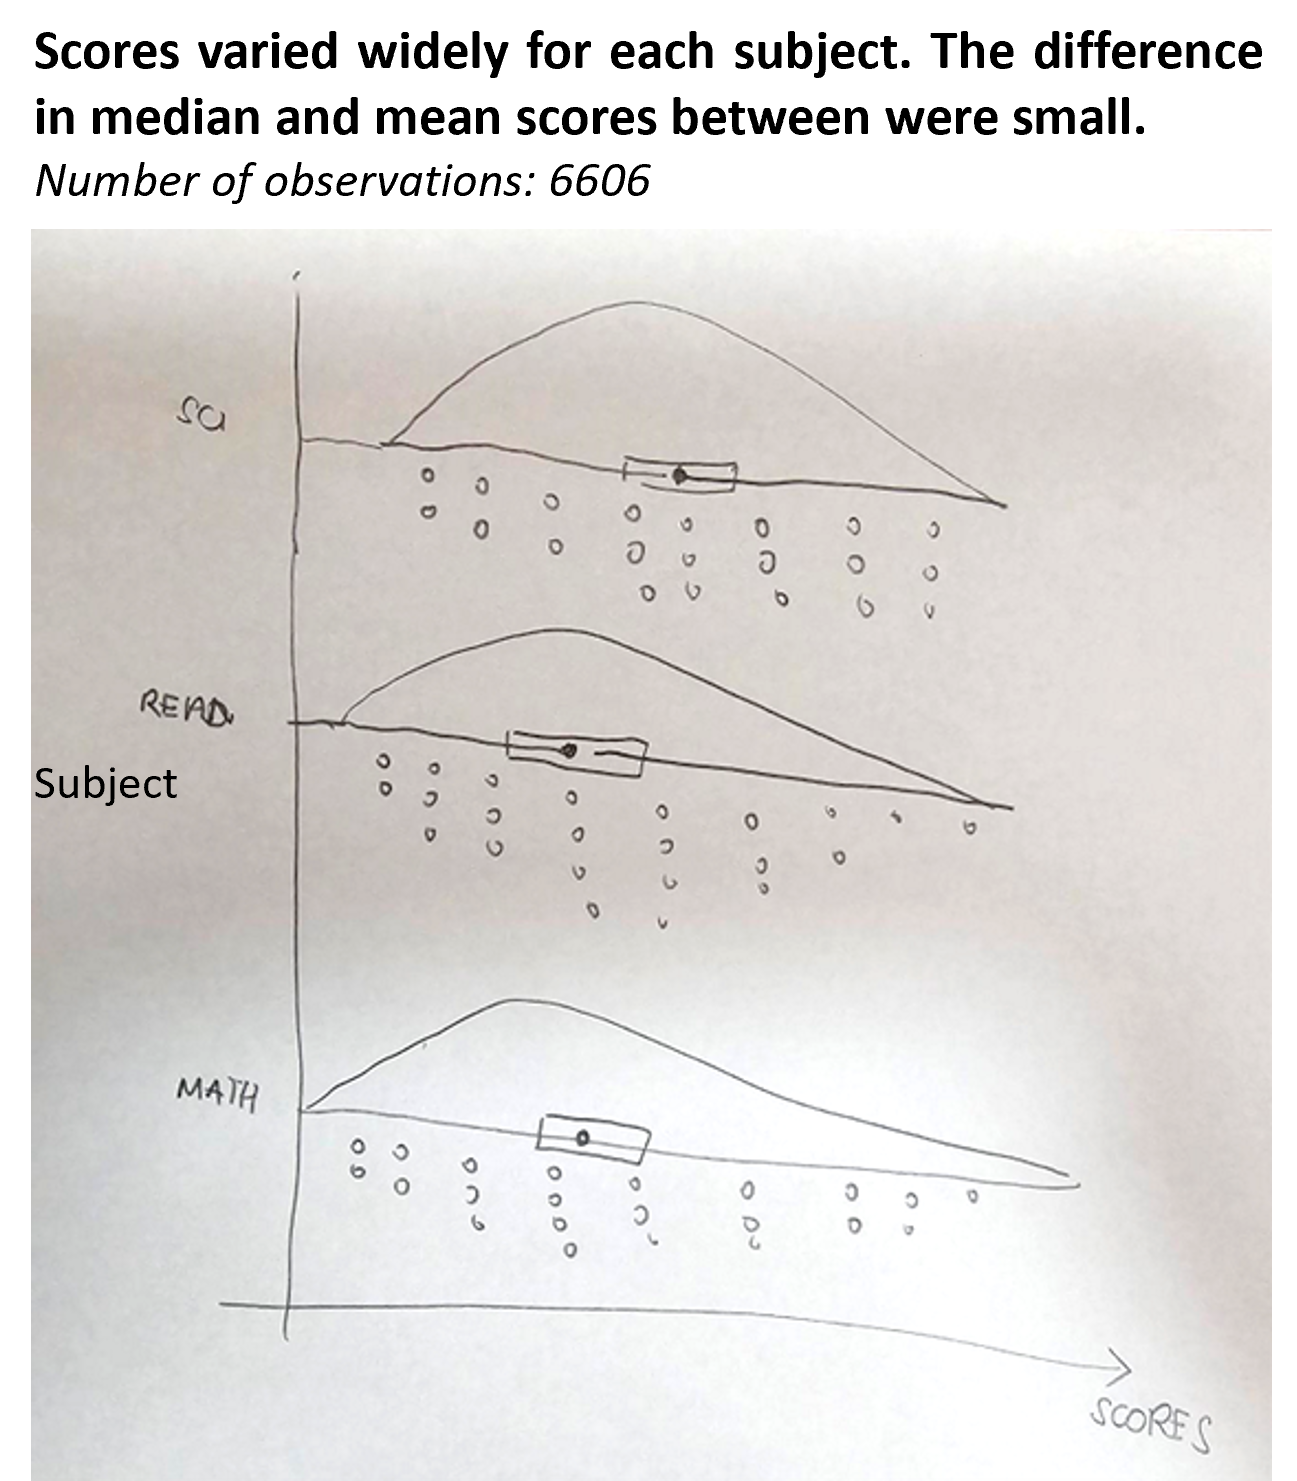 Scores varied widely for each subject. The difference
in median and mean scores between were small.
Number of observations: 6606
SCI
READ
Subject
MATH
SCORES